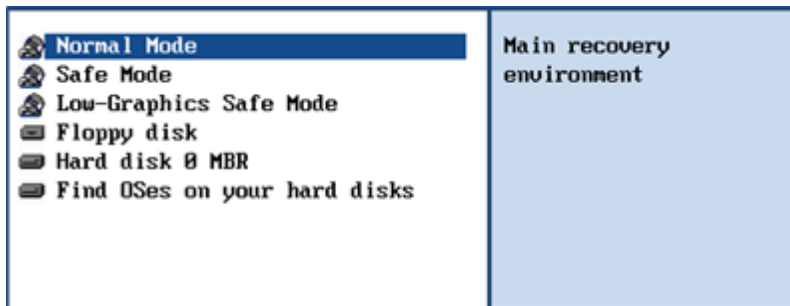 Normal Mode
Safe Mode
Low-Graphics Safe Mode
Floppy disk
Hard disk 0 MBR
Find OSes on your hard disks
Main recovery
environment